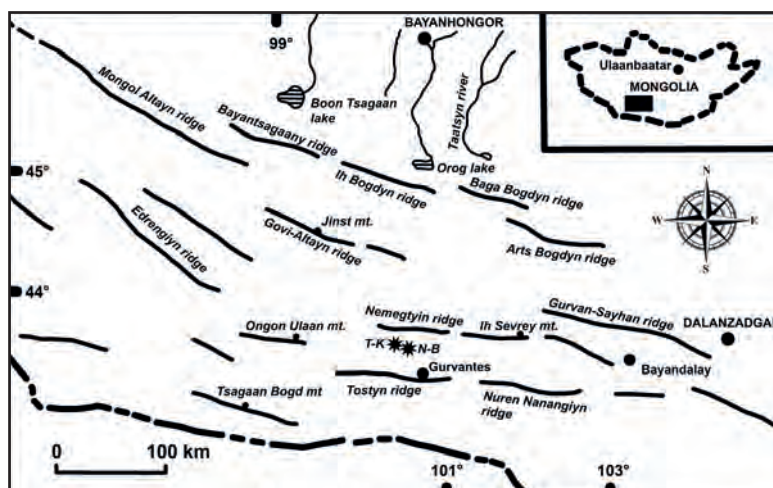 99°
BAYANHONGOR
Ulaanbaatar
MONGOLIA
Mongol Altayn ridge
Boon Tsagaan
lake
Taatsyn river
Bayantsagaany ridge
Orog lake
45°
Ih Bogdyn ridge
Baga Bogdyn ridge
N
W
E
S
Edrengiyn ridge
Jinst mt.
Govi-Altayn ridge
Arts Bogdyn ridge
44°
Ongon Ulaan mt.
Nemegtyin ridge
Ih Sevrey mt.
Gurvan-Sayhan ridge
DALANZADGAD
T-K
N-B
Gurvantes
Bayandalay
Tsagaan Bogd mt
Tostyn ridge
Nuren Nanangiyn
ridge
0
100 km
101°
103°